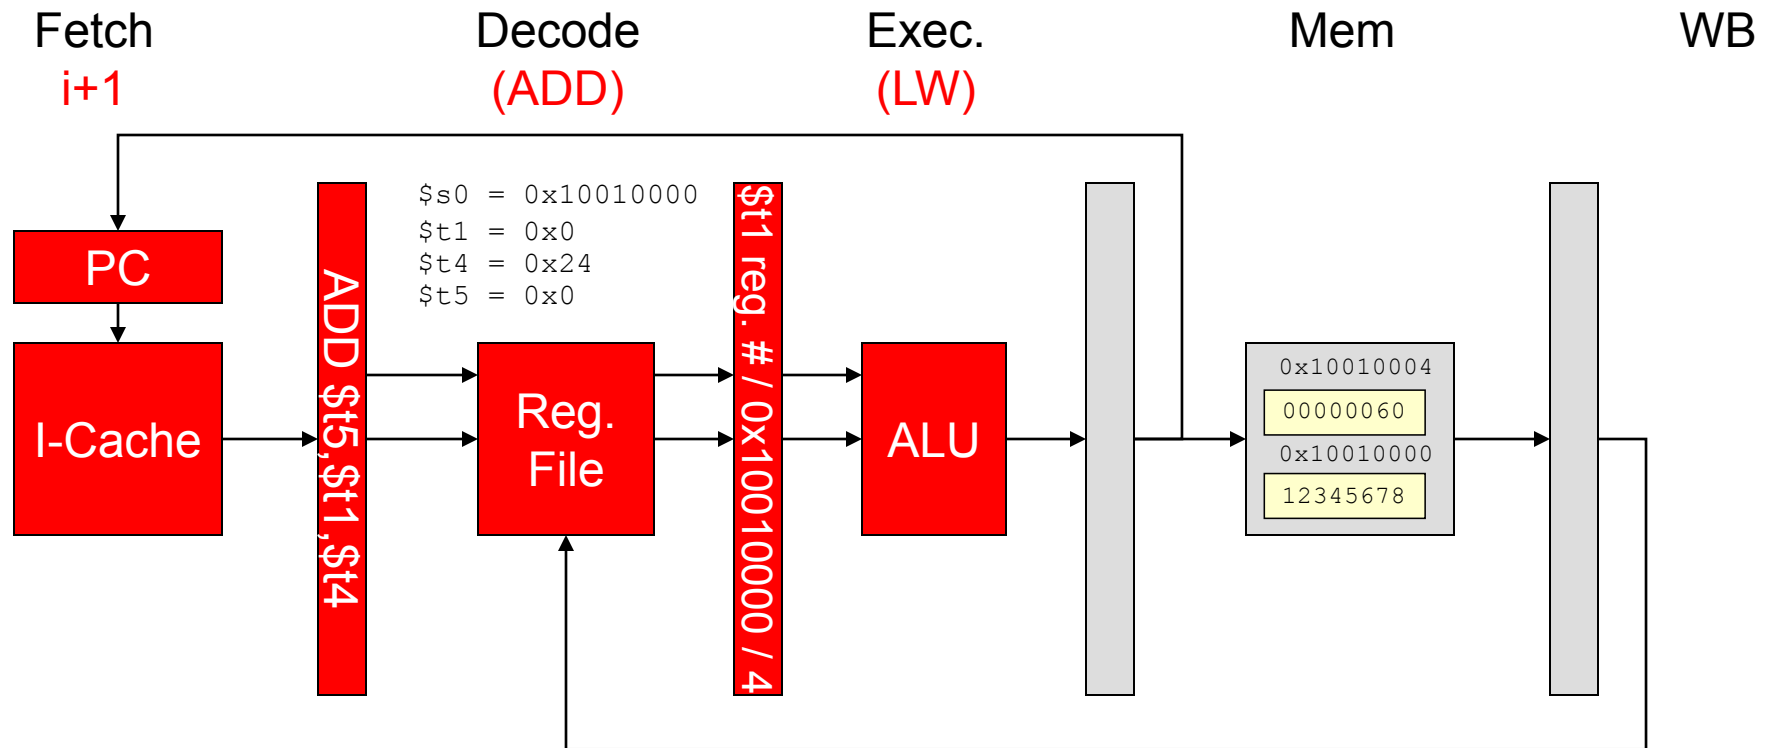 Fetch Decode Exec. Mem WB
i+1 (ADD) (LW)
$s0 = 0x10010000
$t1 = 0x0
$t4 = 0x24
$t5 = 0x0
PC
I-Cache
ADD $t5,$t1,$t4
Reg.
File
$t1 reg. # / 0x10010000 / 4
ALU
0x10010004
00000060
0x10010000
12345678